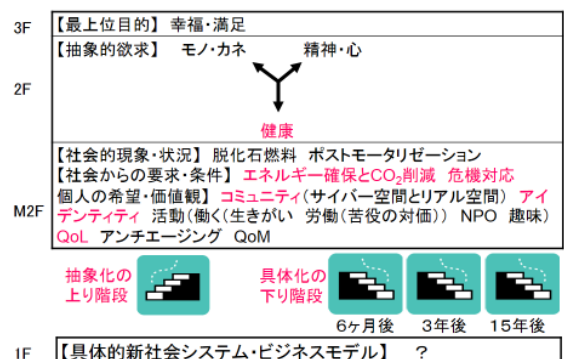 3F 【最上位目的】 幸福・満足
【抽象的欲求】 モノ・カネ 精神・心
2F
健康
【社会的現象・状況】 脱化石燃料 ポストモータリゼーション
【社会からの要求・条件】 エネルギー確保とCO₂削減 危機対応
個人の希望・価値観】 コミュニティ(サイバー空間とリアル空間) アイ
M2F デンティティ 活動(働く(生きがい 労働(苦役の対価)) NPO 趣味)
QoL アンチエージング QoM
抽象化の 具体化の
上り階段 下り階段
6ヶ月後 3年後 15年後
1F 【具体的新社会システム・ビジネスモデル】 ?